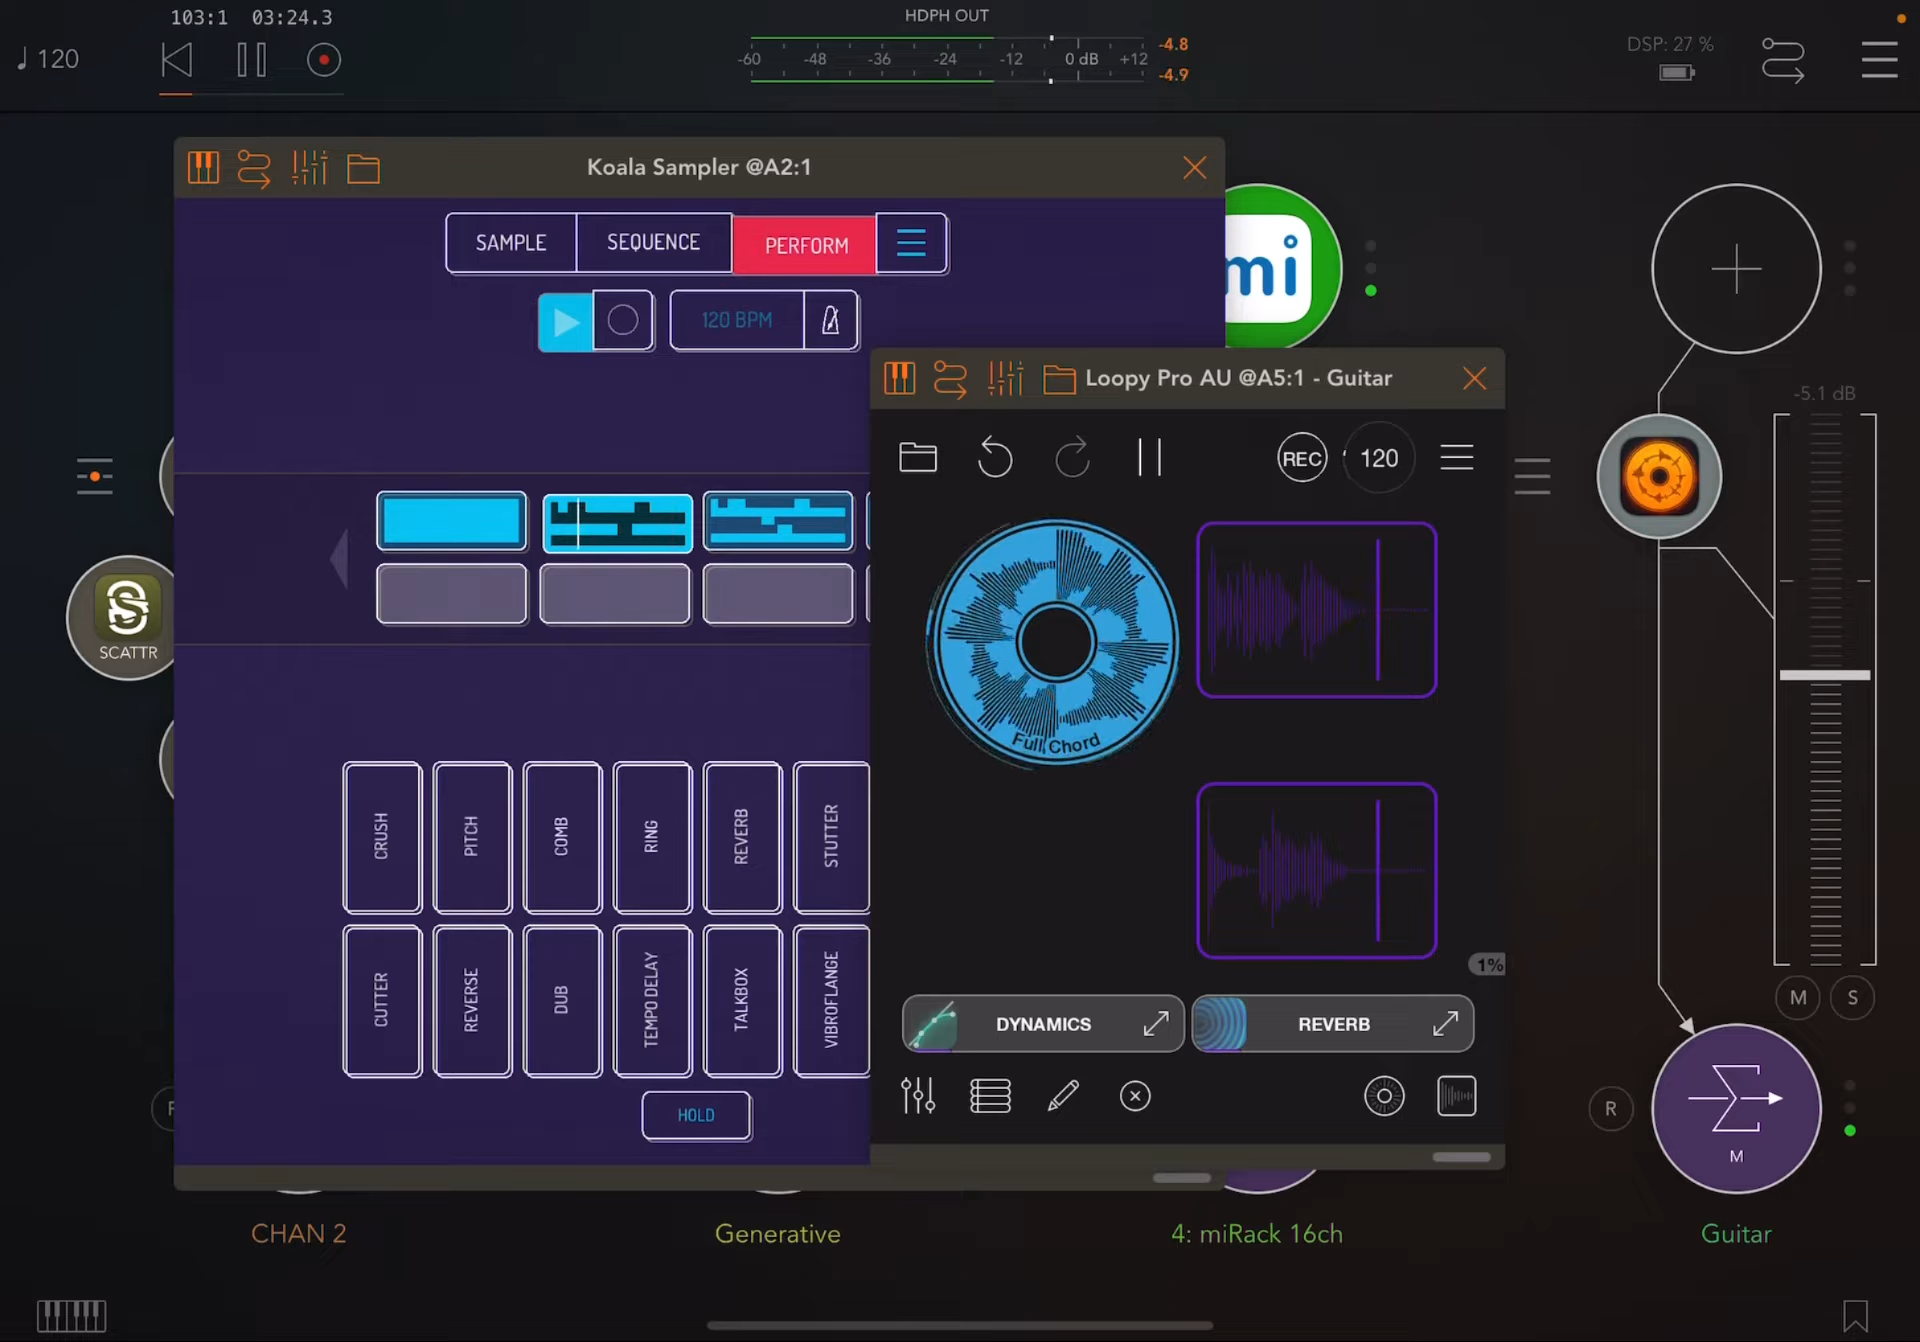 103:1 03:24.3
♩120
HDPH OUT
-60 -48 -36 -24 -12 0 dB +12
-4.8
-4.9
DSP: 27 %
Koala Sampler @A2:1
SAMPLE
SEQUENCE
PERFORM
120 BPM
mi
Loopy Pro AU @A5:1 - Guitar
REC
120
-5.1 dB
Full Chord
SCATTR
CRUSH
PITCH
COMB
RING
REVERB
STUTTER
CUTTER
REVERSE
DUB
TEMPO DELAY
TALKBOX
VIBROFLANGE
HOLD
1%
DYNAMICS
REVERB
M
S
R
M
CHAN 2
Generative
4: miRack 16ch
Guitar